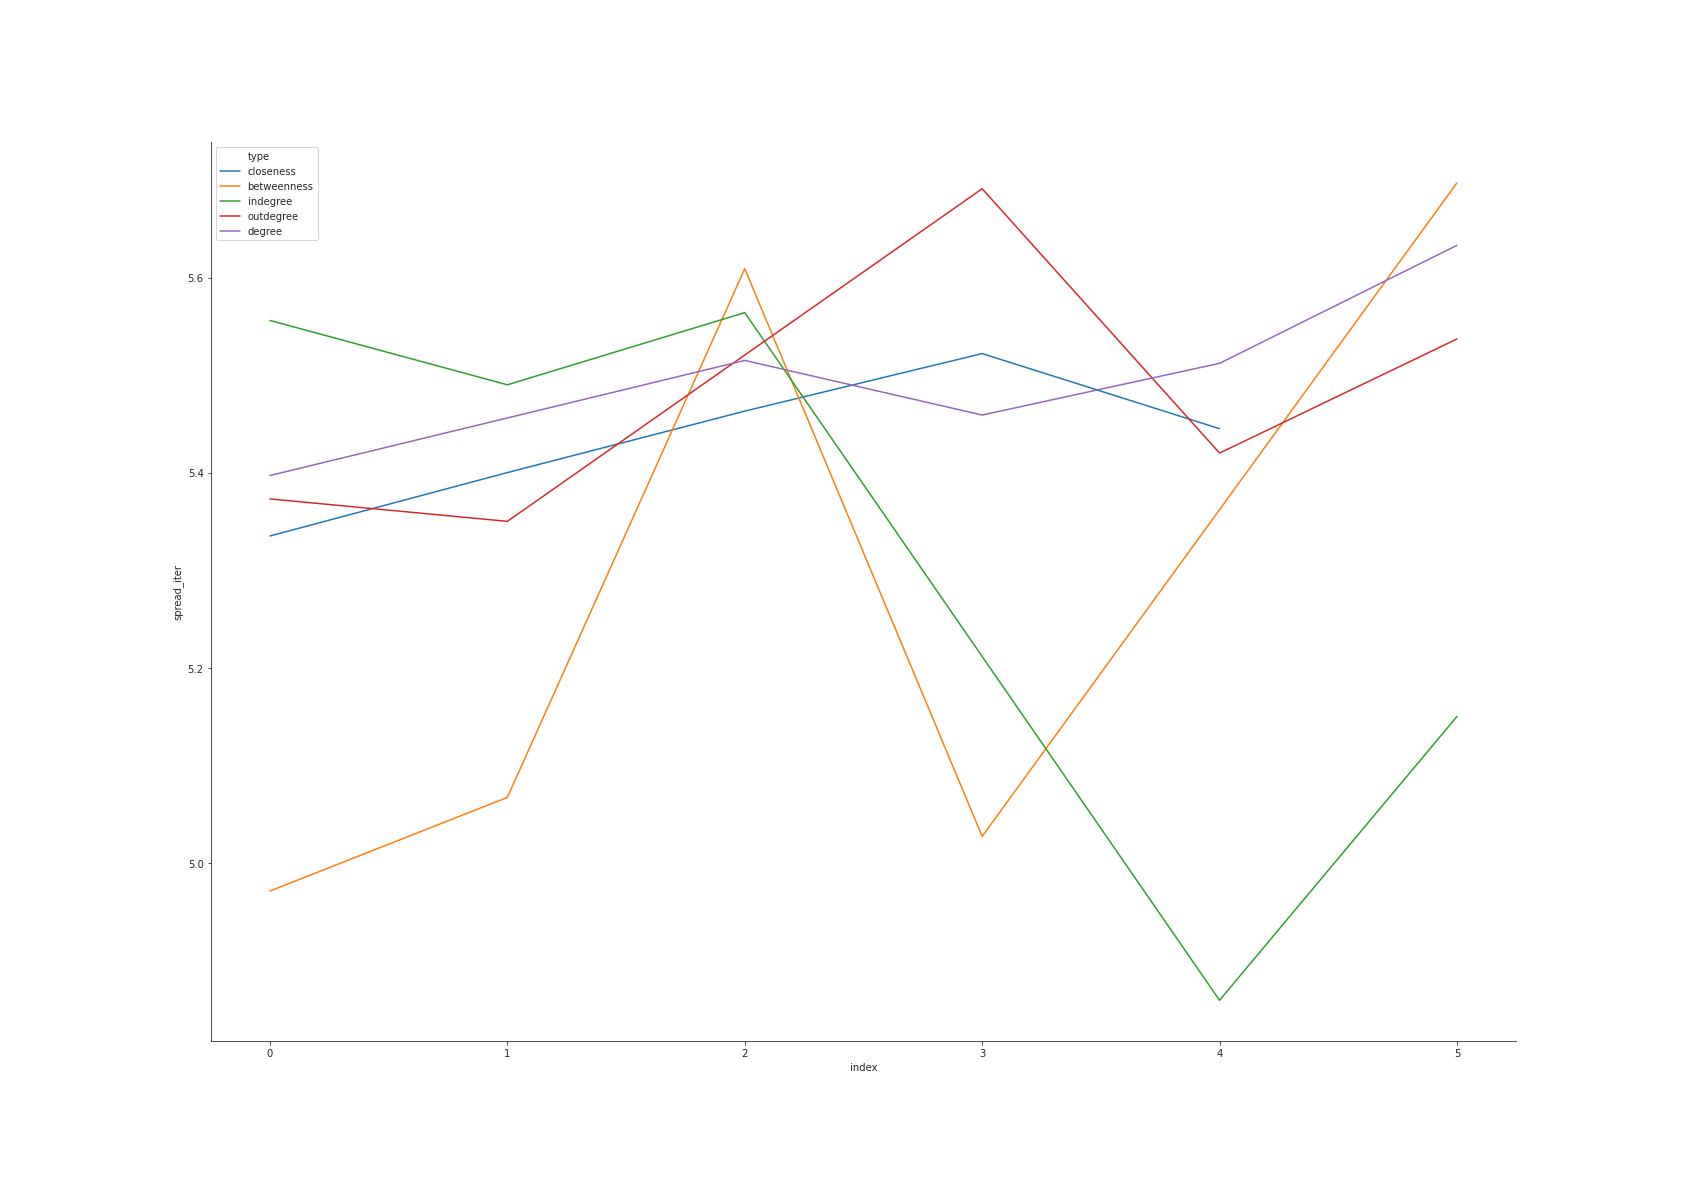 type
closeness
betweenness
indegree
outdegree
degree
5.6
5.4
5.2
5.0
spread_iter
0 1 2 3 4 5
index